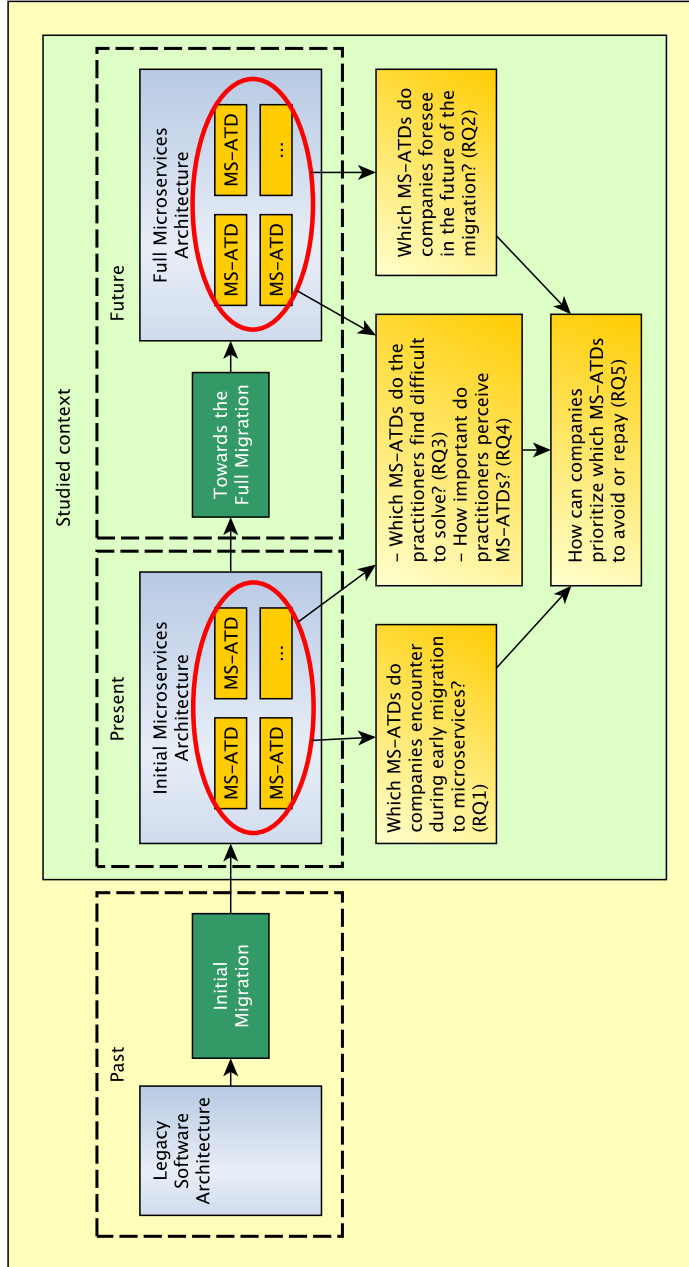 Studied context
Past
Legacy
Software
Architecture
Initial
Migration
Present
Initial Microservices
Architecture
MS-ATD
MS-ATD
MS-ATD
...
Future
Towards the
Full Migration
Full Microservices
Architecture
MS-ATD
MS-ATD
MS-ATD
...
Which MS-ATDs do
companies encounter
during early migration
to microservices?
(RQ1)
- Which MS-ATDs do the
practitioners find difficult
to solve? (RQ3)
- How important do
practitioners perceive
MS-ATDs? (RQ4)
Which MS-ATDs do
companies foresee
in the future of the
migration? (RQ2)
How can companies
prioritize which MS-ATDs
to avoid or repay (RQ5)